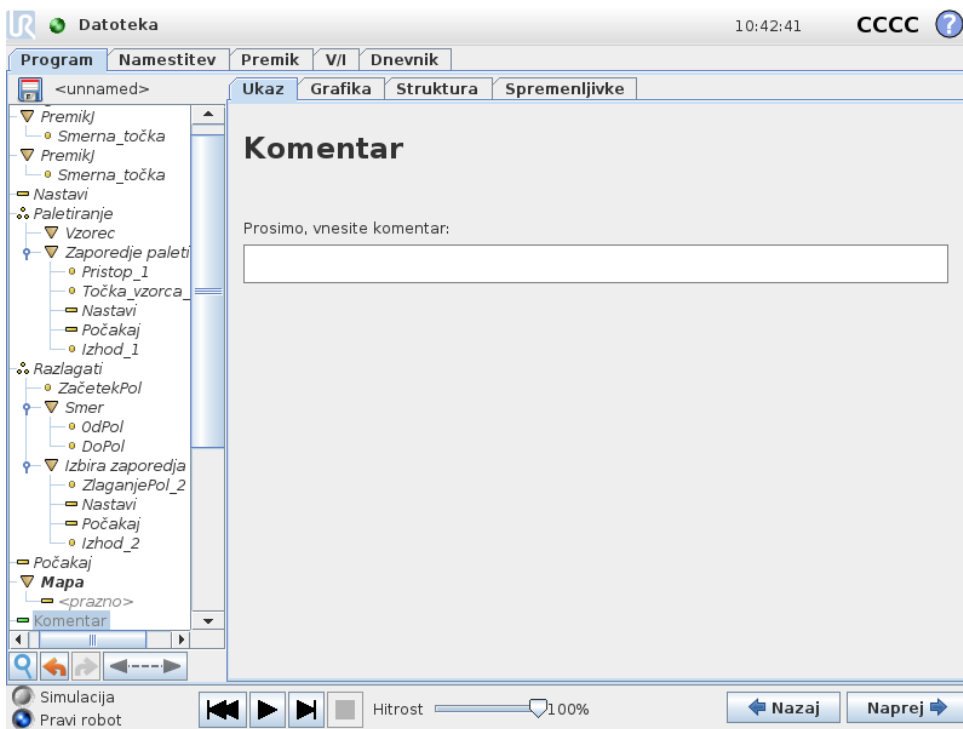 UR Datoteka 10:42:41 CCCC ?
Program Namestitev Premik V/I Dnevnik
<unnamed> Ukaz Grafika Struktura Spremenljivke
PremikJ
Smerna_točka
PremikJ
Smerna_točka
Nastavi
Paletiranje
Vzorec
Zaporedje paleti
Pristop_1
Točka_vzorca_
Nastavi
Počakaj
Izhod_1
Razlagati
ZačetekPol
Smer
OdPol
DoPol
Izbira zaporedja
ZlaganjePol_2
Nastavi
Počakaj
Izhod_2
Počakaj
Mapa
<prazno>
Komentar
Komentar
Prosimo, vnesite komentar:
Simulacija
Pravi robot
Hitrost 100%
Nazaj Naprej